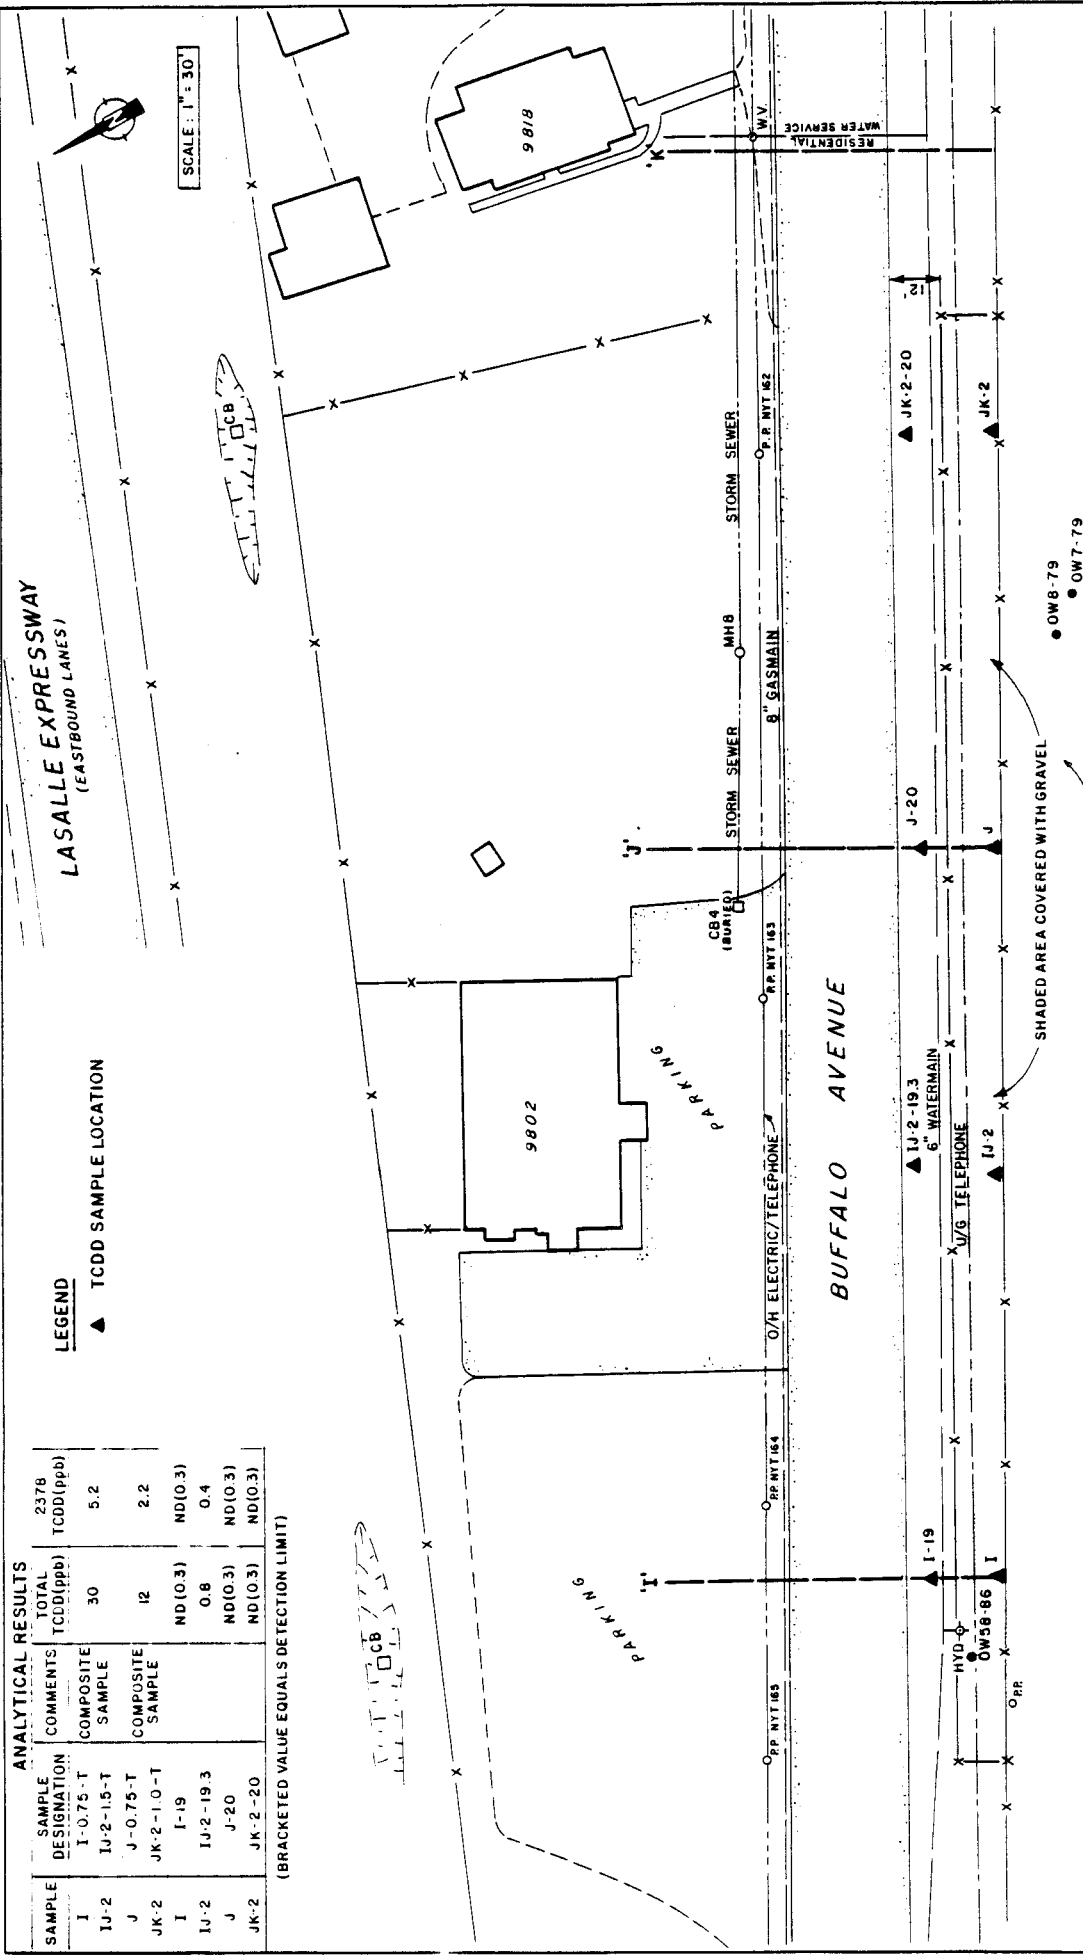 ANALYTICAL RESULTS
SAMPLE | SAMPLE DESIGNATION | COMMENTS | TOTAL TCDD(ppb) | 2378 TCDD(ppb)
I | I-0.75-T | COMPOSITE | 30 | 5.2
IJ-2 | IJ-2-1.5-T | SAMPLE
J | J-0.75-T | COMPOSITE | 12 | 2.2
JK-2 | JK-2-1.0-T | SAMPLE
I | I-19 | ND(0.3) | ND(0.3)
IJ-2 | IJ-2-19.3 | 0.8 | 0.4
J | J-20 | ND(0.3) | ND(0.3)
JK-2 | JK-2-20 | ND(0.3) | ND(0.3)
(BRACKETED VALUE EQUALS DETECTION LIMIT)
LEGEND
TCDD SAMPLE LOCATION
LASALLE EXPRESSWAY
(EASTBOUND LANES)
N
SCALE: 1" = 30'
CB
CB
9802
9818
PARKING
PARKING
'I'
'J'
'K'
CB4
(BURIED)
STORM SEWER
MH8
STORM SEWER
P.P. NYT 165
P.P. NYT 164
P.P. NYT 163
P.P. NYT 162
W.V.
O/H ELECTRIC/TELEPHONE
8" GASMAIN
RESIDENTIAL
WATER SERVICE
BUFFALO AVENUE
I-19
IJ-2-19.3
6" WATERMAIN
J-20
JK-2-20
12'
HYD
OW58-86
U/G TELEPHONE
I
IJ-2
J
JK-2
P.P.
SHADED AREA COVERED WITH GRAVEL
OW8-79
OW7-79